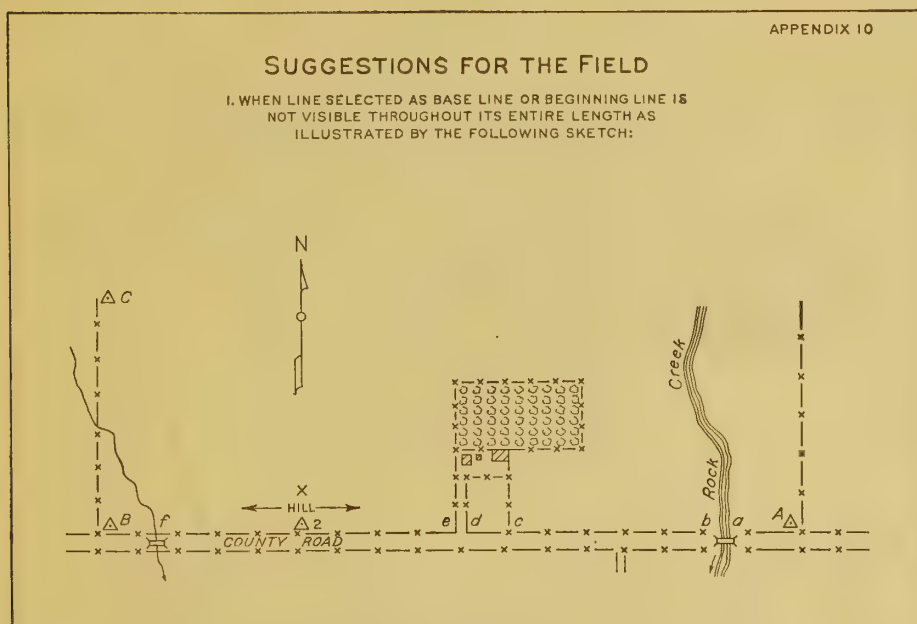 APPENDIX 10
SUGGESTIONS FOR THE FIELD
1. WHEN LINE SELECTED AS BASE LINE OR BEGINNING LINE IS
NOT VISIBLE THROUGHOUT ITS ENTIRE LENGTH AS
ILLUSTRATED BY THE FOLLOWING SKETCH:
N
C
Creek
Rock
X
HILL
B f 2 e d c b a A
COUNTY ROAD